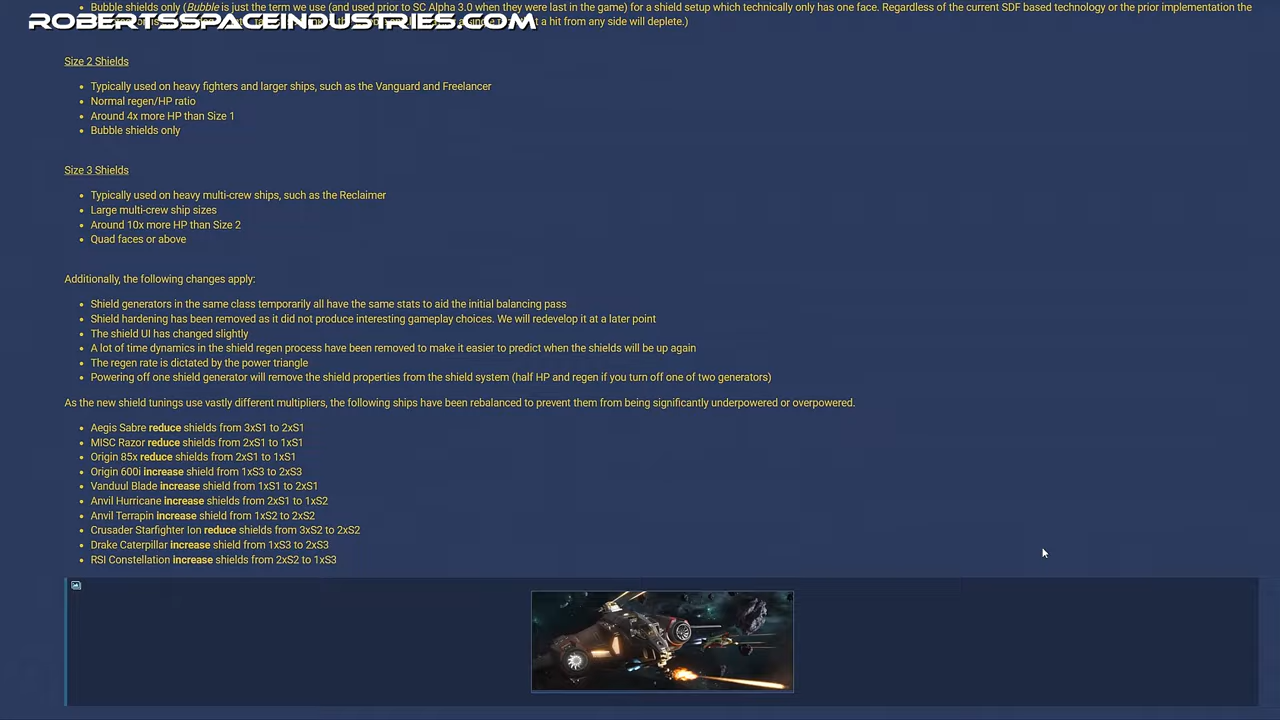 Bubble shields only (Bubble is just the term we use (and used prior to SC Alpha 3.0 when they were last in the game) for a shield setup which technically only has one face. Regardless of the current SDF based technology or the prior implementation the
ROBERTSSPACEINDUSTRIES.COM
a hit from any side will deplete.)
Size 2 Shields
Typically used on heavy fighters and larger ships, such as the Vanguard and Freelancer
Normal regen/HP ratio
Around 4x more HP than Size 1
Bubble shields only
Size 3 Shields
Typically used on heavy multi-crew ships, such as the Reclaimer
Large multi-crew ship sizes
Around 10x more HP than Size 2
Quad faces or above
Additionally, the following changes apply:
Shield generators in the same class temporarily all have the same stats to aid the initial balancing pass
Shield hardening has been removed as it did not produce interesting gameplay choices. We will redevelop it at a later point
The shield UI has changed slightly
A lot of time dynamics in the shield regen process have been removed to make it easier to predict when the shields will be up again
The regen rate is dictated by the power triangle
Powering off one shield generator will remove the shield properties from the shield system (half HP and regen if you turn off one of two generators)
As the new shield tunings use vastly different multipliers, the following ships have been rebalanced to prevent them from being significantly underpowered or overpowered.
Aegis Sabre reduce shields from 3xS1 to 2xS1
MISC Razor reduce shields from 2xS1 to 1xS1
Origin 85x reduce shields from 2xS1 to 1xS1
Origin 600i increase shield from 1xS3 to 2xS3
Vanduul Blade increase shield from 1xS1 to 2xS1
Anvil Hurricane increase shields from 2xS1 to 1xS2
Anvil Terrapin increase shield from 1xS2 to 2xS2
Crusader Starfighter Ion reduce shields from 3xS2 to 2xS2
Drake Caterpillar increase shield from 1xS3 to 2xS3
RSI Constellation increase shields from 2xS2 to 1xS3